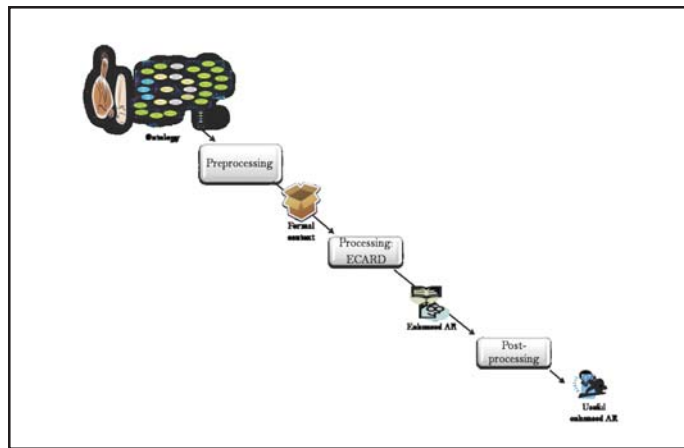 Ontology
Preprocessing
Formal
context
Processing:
ECARD
Enhanced AR
Post-
processing
Useful
enhanced AR